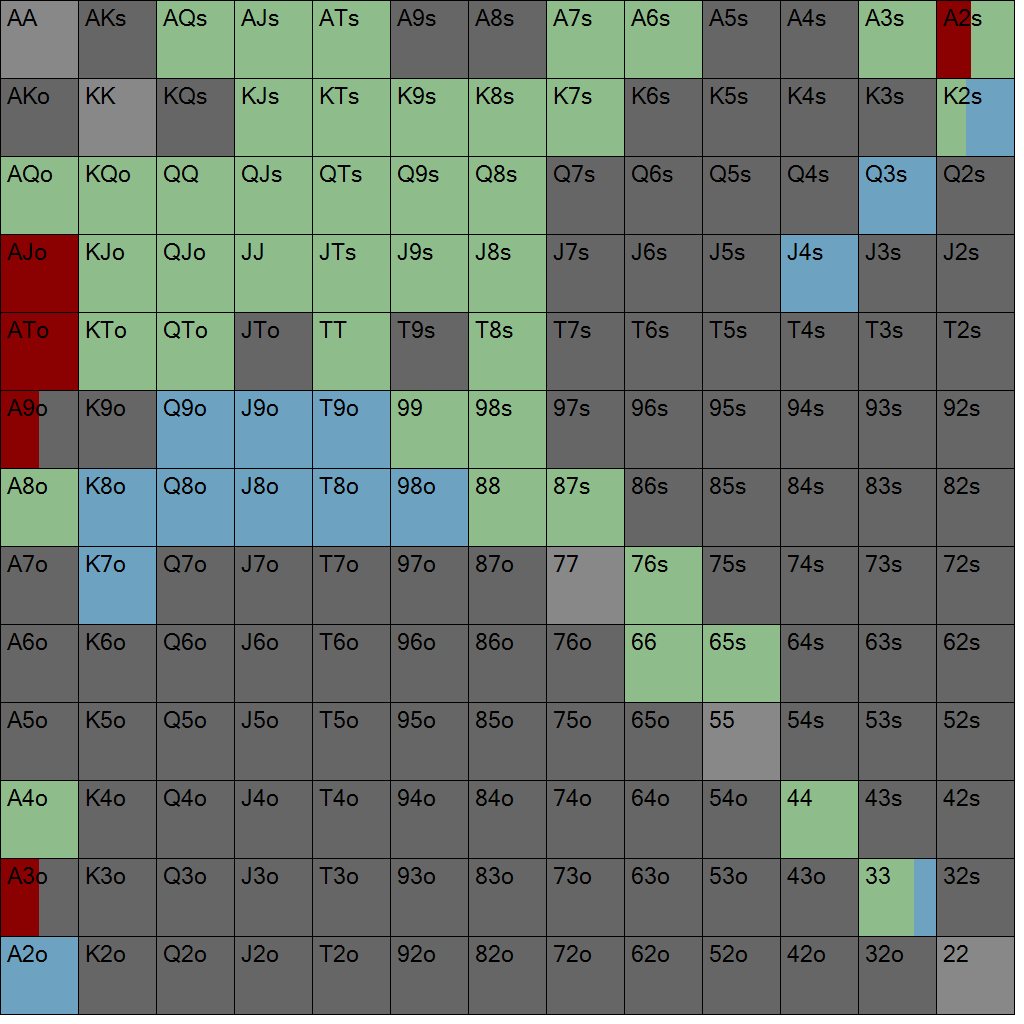 AA AKs AQs AJs ATs A9s A8s A7s A6s A5s A4s A3s A2s
AKo KK KQs KJs KTs K9s K8s K7s K6s K5s K4s K3s K2s
AQo KQo QQ QJs QTs Q9s Q8s Q7s Q6s Q5s Q4s Q3s Q2s
AJo KJo QJo JJ JTs J9s J8s J7s J6s J5s J4s J3s J2s
ATo KTo QTo JTo TT T9s T8s T7s T6s T5s T4s T3s T2s
A9o K9o Q9o J9o T9o 99 98s 97s 96s 95s 94s 93s 92s
A8o K8o Q8o J8o T8o 98o 88 87s 86s 85s 84s 83s 82s
A7o K7o Q7o J7o T7o 97o 87o 77 76s 75s 74s 73s 72s
A6o K6o Q6o J6o T6o 96o 86o 76o 66 65s 64s 63s 62s
A5o K5o Q5o J5o T5o 95o 85o 75o 65o 55 54s 53s 52s
A4o K4o Q4o J4o T4o 94o 84o 74o 64o 54o 44 43s 42s
A3o K3o Q3o J3o T3o 93o 83o 73o 63o 53o 43o 33 32s
A2o K2o Q2o J2o T2o 92o 82o 72o 62o 52o 42o 32o 22